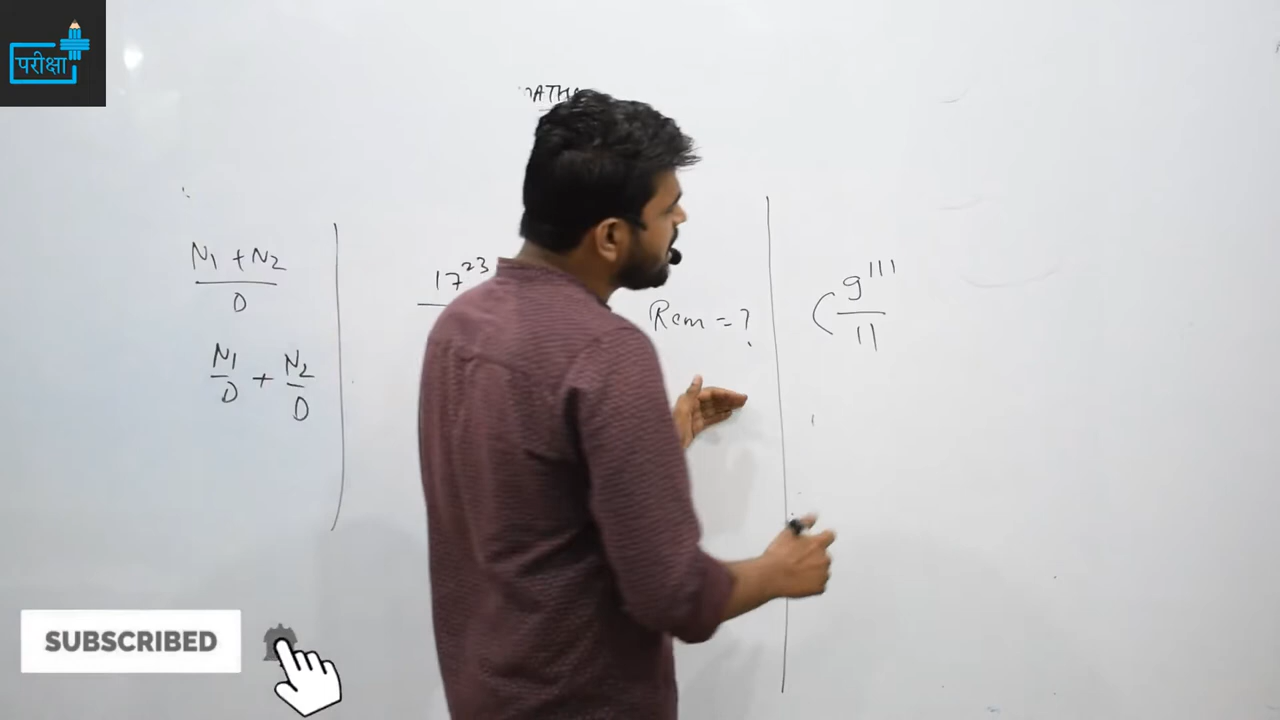 परीक्षा
N₁ + N₂
D
N₁/D + N₂/D
17²³
Rem = ?
9¹¹¹
11
SUBSCRIBED